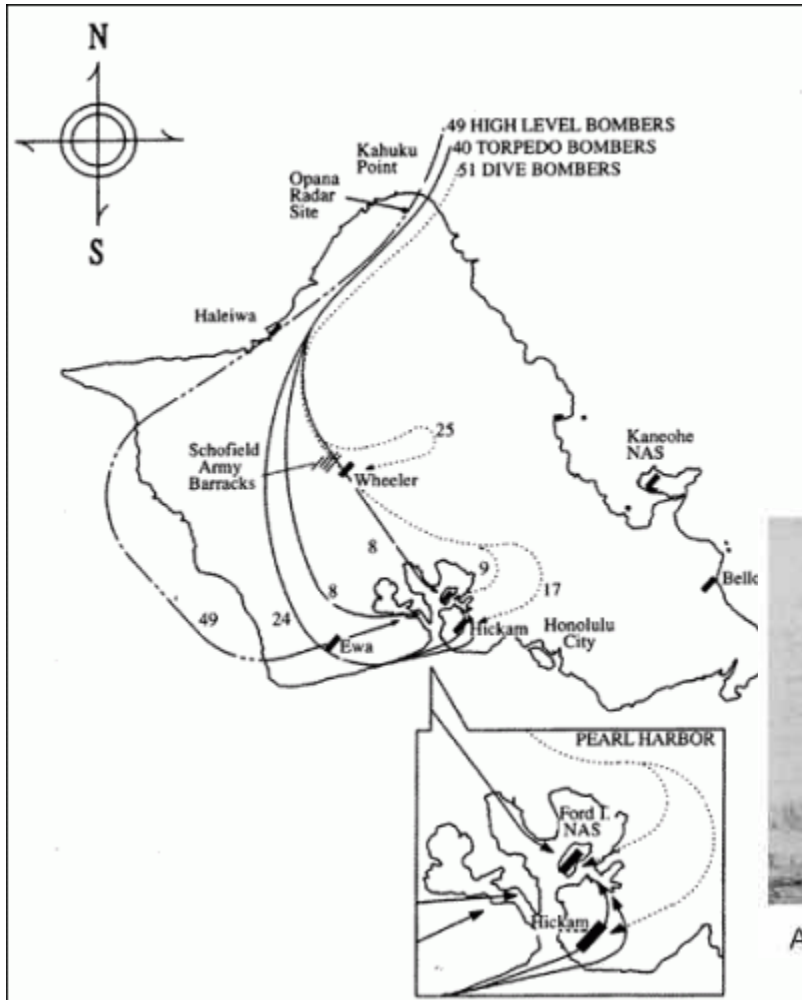 N
S
49 HIGH LEVEL BOMBERS
40 TORPEDO BOMBERS
51 DIVE BOMBERS
Kahuku
Point
Opana
Radar
Site
Haleiwa
25
Schofield
Army
Barracks
Wheeler
Kaneohe
NAS
8
9
17
8
49
24
Ewa
Hickam
Honolulu
City
Bello
PEARL HARBOR
Ford I.
NAS
Hickam
A